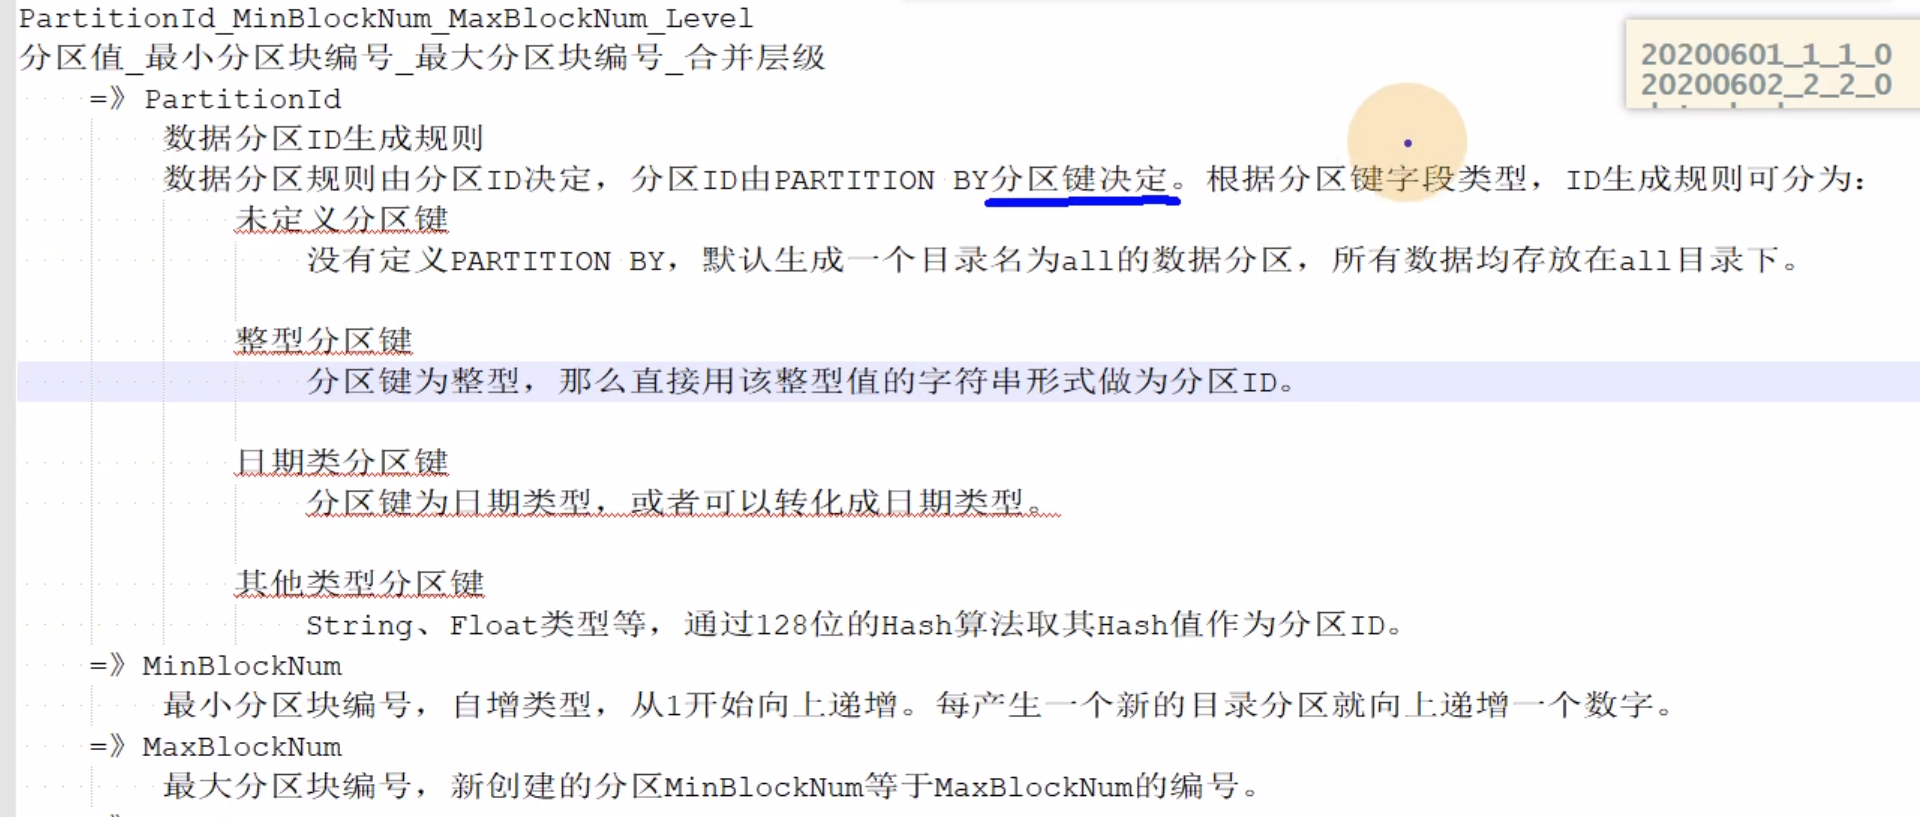 PartitionId_MinBlockNum_MaxBlockNum_Level
分区值_最小分区块编号_最大分区块编号_合并层级
20200601_1_1_0
20200602_2_2_0
=》PartitionId
数据分区ID生成规则
数据分区规则由分区ID决定，分区ID由PARTITION BY分区键决定。根据分区键字段类型，ID生成规则可分为：
未定义分区键
没有定义PARTITION BY，默认生成一个目录名为all的数据分区，所有数据均存放在all目录下。
整型分区键
分区键为整型，那么直接用该整型值的字符串形式做为分区ID。
日期类分区键
分区键为日期类型，或者可以转化成日期类型。
其他类型分区键
String、Float类型等，通过128位的Hash算法取其Hash值作为分区ID。
=》MinBlockNum
最小分区块编号，自增类型，从1开始向上递增。每产生一个新的目录分区就向上递增一个数字。
=》MaxBlockNum
最大分区块编号，新创建的分区MinBlockNum等于MaxBlockNum的编号。